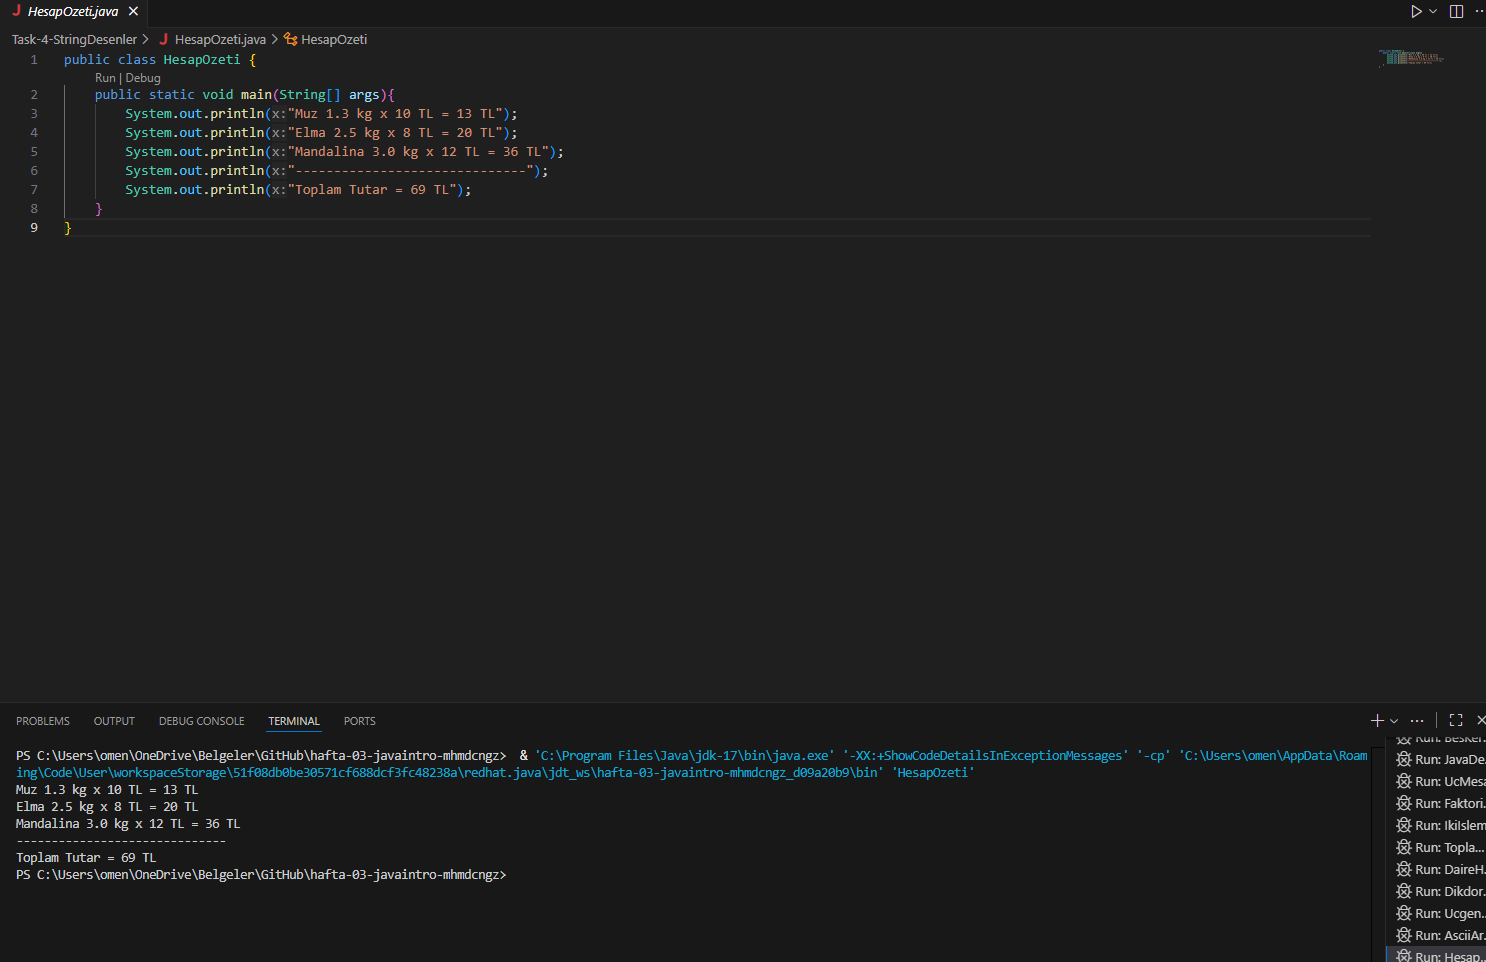 HesapOzeti.java
Task-4-StringDesenler > HesapOzeti.java > HesapOzeti
1 public class HesapOzeti {
Run | Debug
2 public static void main(String[] args){
3 System.out.println(x:"Muz 1.3 kg x 10 TL = 13 TL");
4 System.out.println(x:"Elma 2.5 kg x 8 TL = 20 TL");
5 System.out.println(x:"Mandalina 3.0 kg x 12 TL = 36 TL");
6 System.out.println(x:"------------------------------");
7 System.out.println(x:"Toplam Tutar = 69 TL");
8 }
9 }
PROBLEMS OUTPUT DEBUG CONSOLE TERMINAL PORTS
PS C:\Users\omen\OneDrive\Belgeler\GitHub\hafta-03-javaintro-mhmdcngz> & 'C:\Program Files\Java\jdk-17\bin\java.exe' '-XX:+ShowCodeDetailsInExceptionMessages' '-cp' 'C:\Users\omen\AppData\Roam
ing\Code\User\workspaceStorage\51f08db0be30571cf688dcf3fc48238a\redhat.java\jdt_ws\hafta-03-javaintro-mhmdcngz_d09a20b9\bin' 'HesapOzeti'
Muz 1.3 kg x 10 TL = 13 TL
Elma 2.5 kg x 8 TL = 20 TL
Mandalina 3.0 kg x 12 TL = 36 TL
------------------------------
Toplam Tutar = 69 TL
PS C:\Users\omen\OneDrive\Belgeler\GitHub\hafta-03-javaintro-mhmdcngz>
Run: Besker...
Run: JavaDe...
Run: UcMesa
Run: Faktori...
Run: IkiIslem
Run: Topla...
Run: DaireH...
Run: Dikdor...
Run: Ucgen...
Run: AsciiAr...
Run: Hesap...